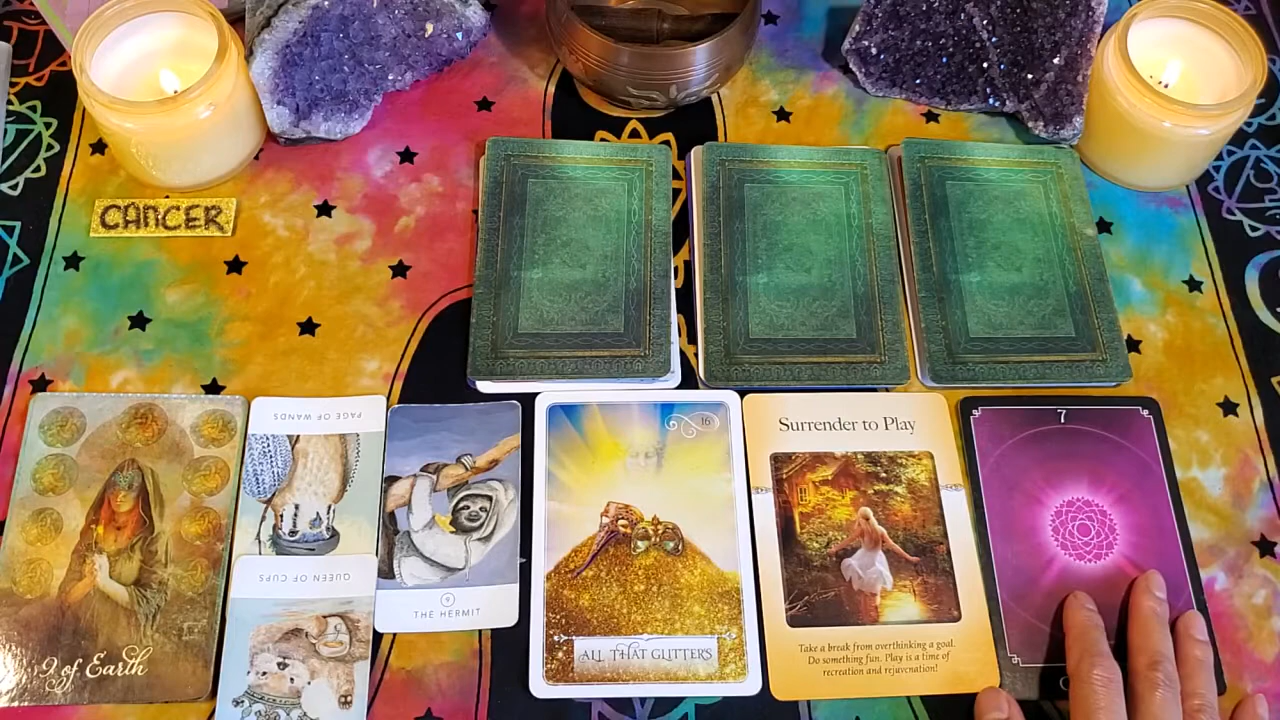 CANCER
PAGE OF WANDS
QUEEN OF CUPS
9 of Earth
9
THE HERMIT
16
ALL THAT GLITTERS
Surrender to Play
Take a break from overthinking a goal.
Do something fun. Play is a time of
recreation and rejuvenation!
7